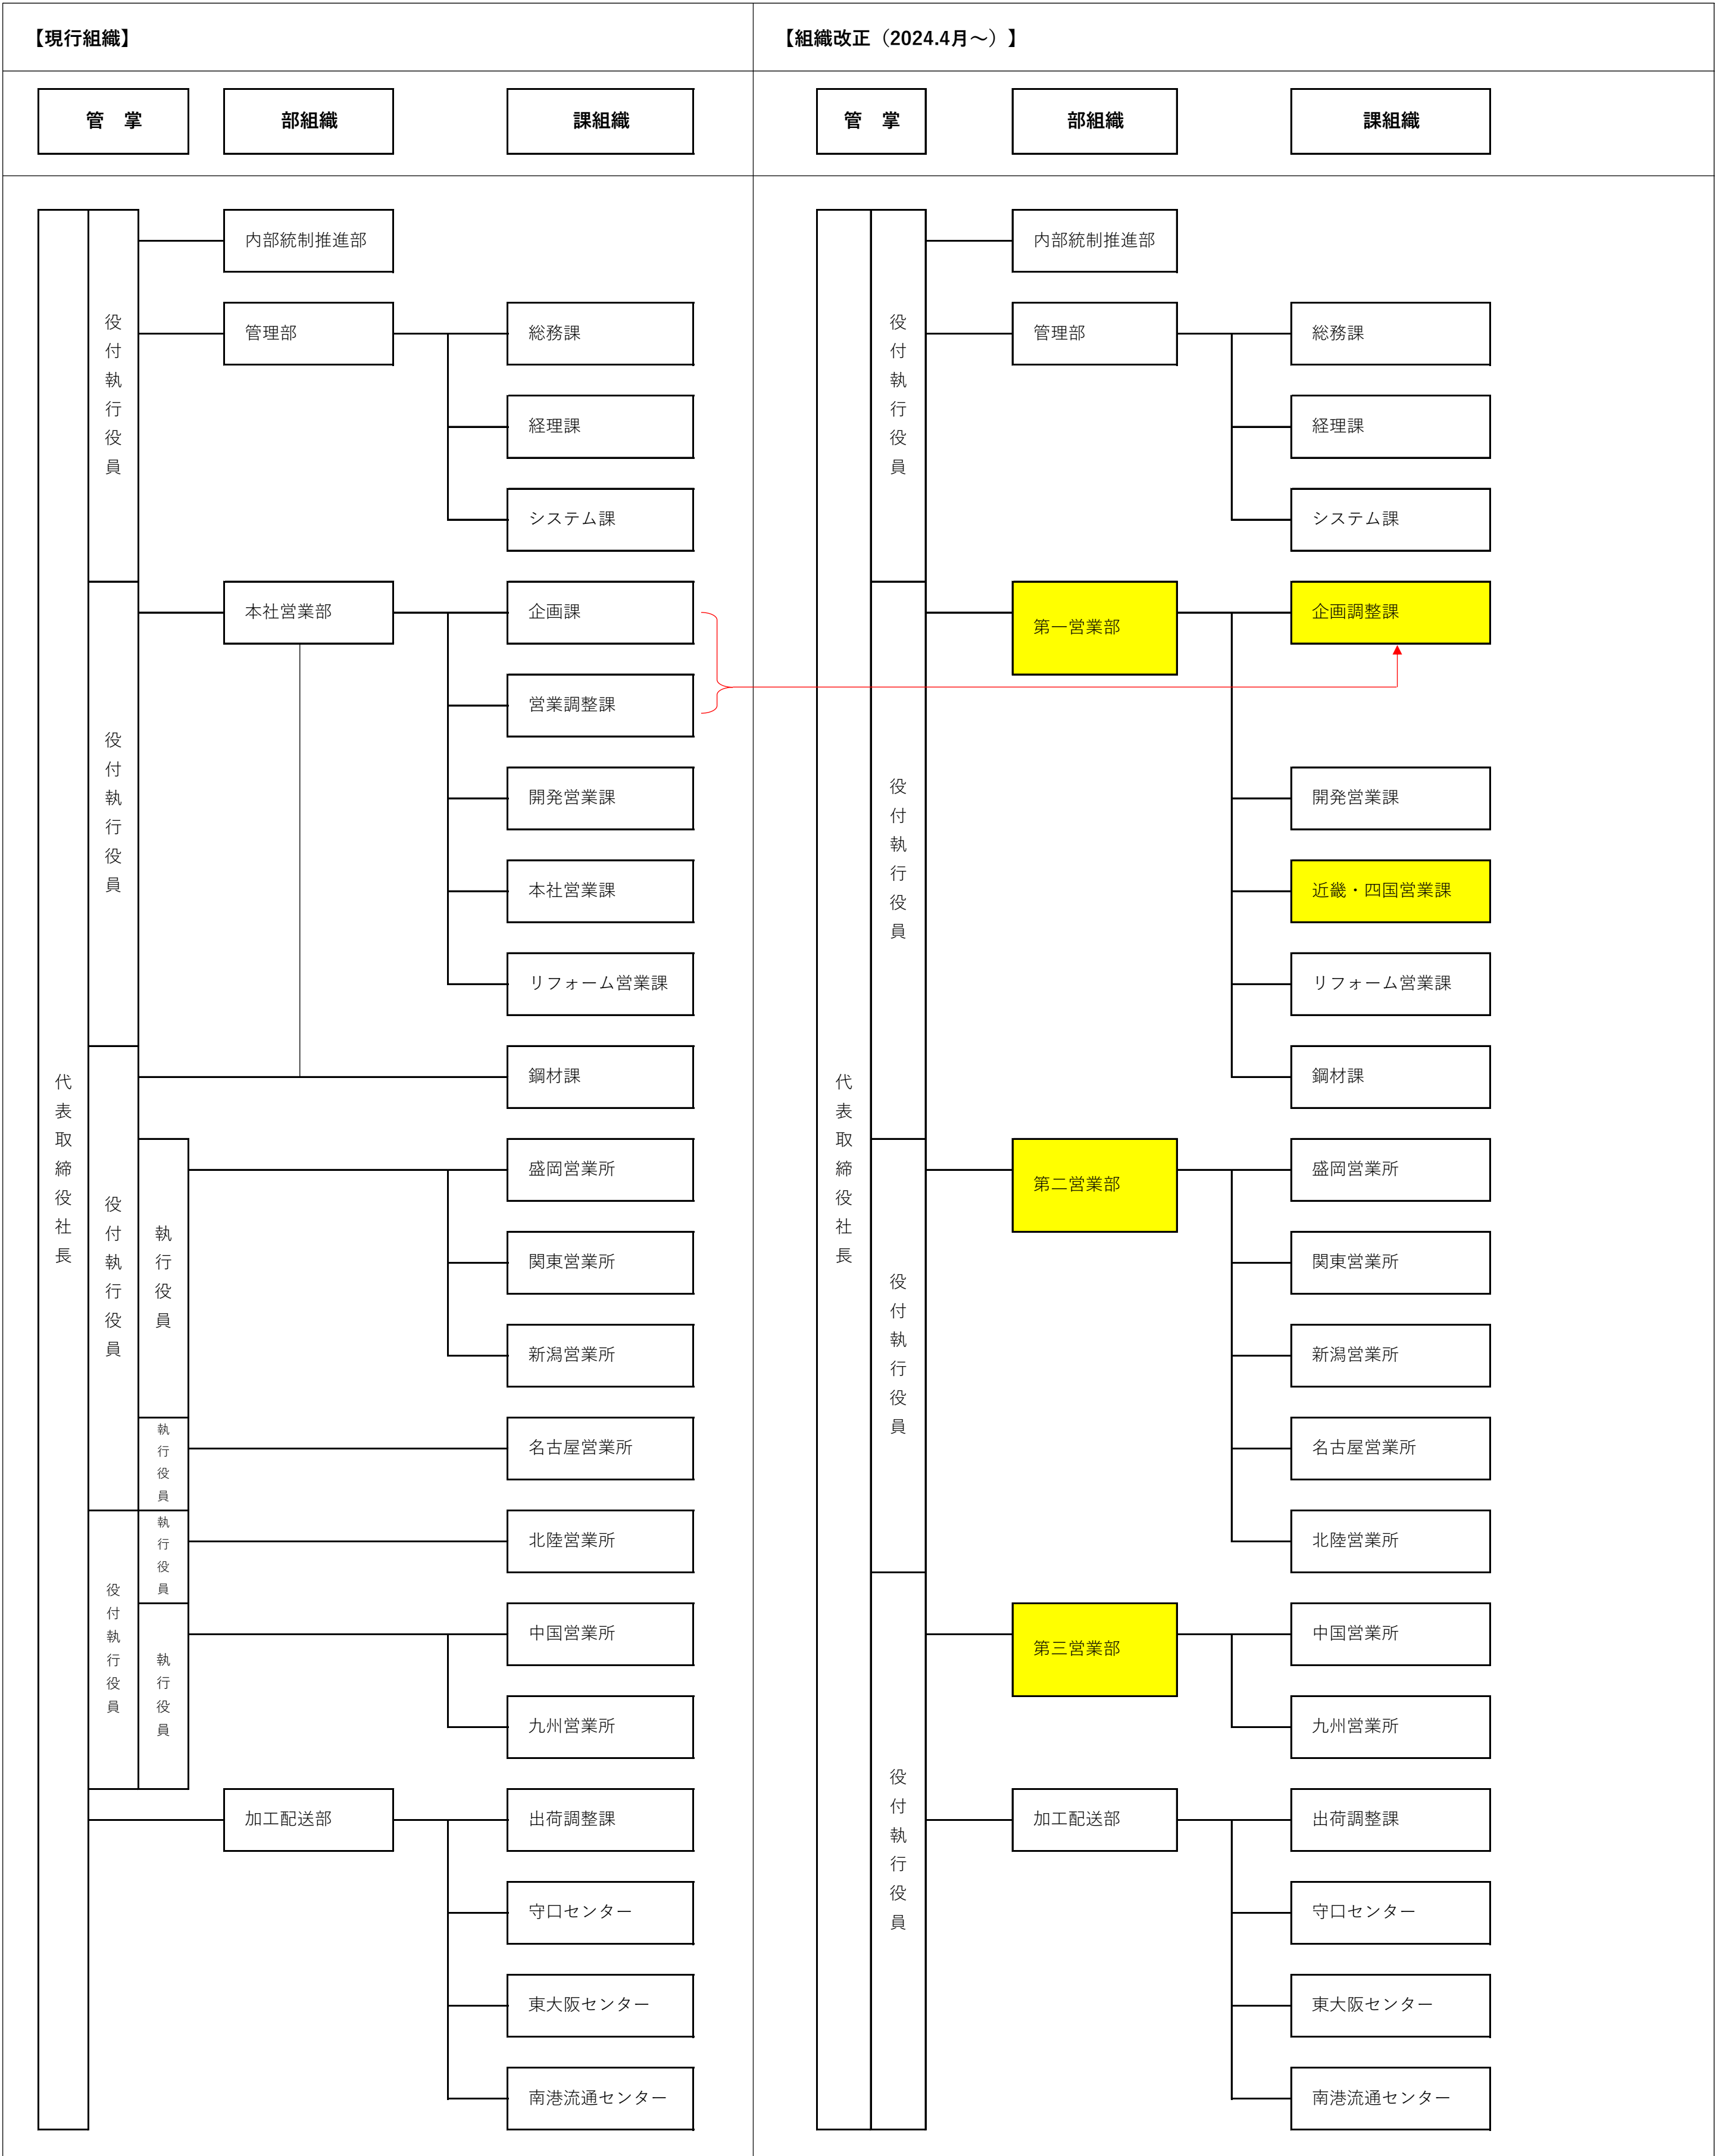 【現行組織】
管　掌
部組織
課組織
代表取締役社長
役付執行役員
内部統制推進部
管理部
総務課
経理課
システム課
役付執行役員
本社営業部
企画課
営業調整課
開発営業課
本社営業課
リフォーム営業課
役付執行役員
鋼材課
執行役員
盛岡営業所
関東営業所
新潟営業所
執行役員
名古屋営業所
役付執行役員
執行役員
北陸営業所
執行役員
中国営業所
九州営業所
加工配送部
出荷調整課
守口センター
東大阪センター
南港流通センター
【組織改正（2024.4月～）】
管　掌
部組織
課組織
代表取締役社長
役付執行役員
内部統制推進部
管理部
総務課
経理課
システム課
役付執行役員
第一営業部
企画調整課
開発営業課
近畿・四国営業課
リフォーム営業課
鋼材課
役付執行役員
第二営業部
盛岡営業所
関東営業所
新潟営業所
名古屋営業所
北陸営業所
役付執行役員
第三営業部
中国営業所
九州営業所
加工配送部
出荷調整課
守口センター
東大阪センター
南港流通センター